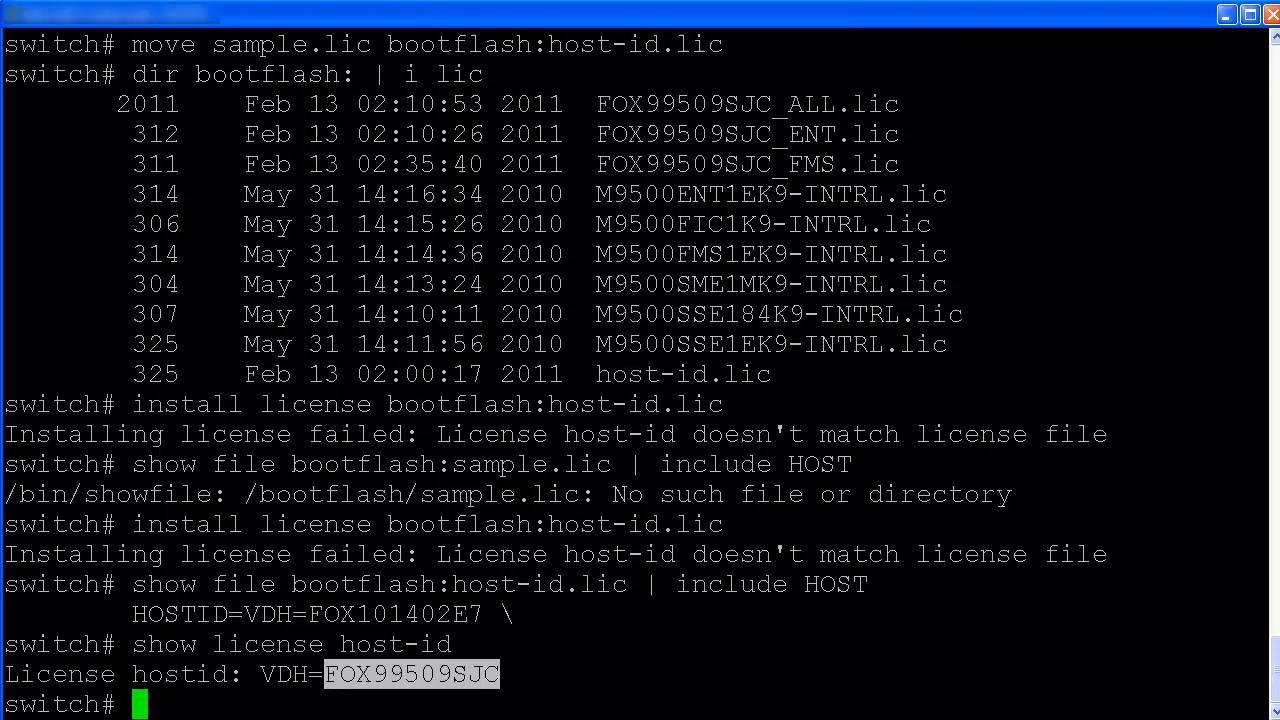 switch# move sample.lic bootflash:host-id.lic
switch# dir bootflash: | i lic
2011 Feb 13 02:10:53 2011 FOX99509SJC_ALL.lic
312 Feb 13 02:10:26 2011 FOX99509SJC_ENT.lic
311 Feb 13 02:35:40 2011 FOX99509SJC_FMS.lic
314 May 31 14:16:34 2010 M9500ENT1EK9-INTRL.lic
306 May 31 14:15:26 2010 M9500FIC1K9-INTRL.lic
314 May 31 14:14:36 2010 M9500FMS1EK9-INTRL.lic
304 May 31 14:13:24 2010 M9500SME1MK9-INTRL.lic
307 May 31 14:10:11 2010 M9500SSE184K9-INTRL.lic
325 May 31 14:11:56 2010 M9500SSE1EK9-INTRL.lic
325 Feb 13 02:00:17 2011 host-id.lic
switch# install license bootflash:host-id.lic
Installing license failed: License host-id doesn't match license file
switch# show file bootflash:sample.lic | include HOST
/bin/showfile: /bootflash/sample.lic: No such file or directory
switch# install license bootflash:host-id.lic
Installing license failed: License host-id doesn't match license file
switch# show file bootflash:host-id.lic | include HOST
HOSTID=VDH=FOX101402E7 \
switch# show license host-id
License hostid: VDH=FOX99509SJC
switch#